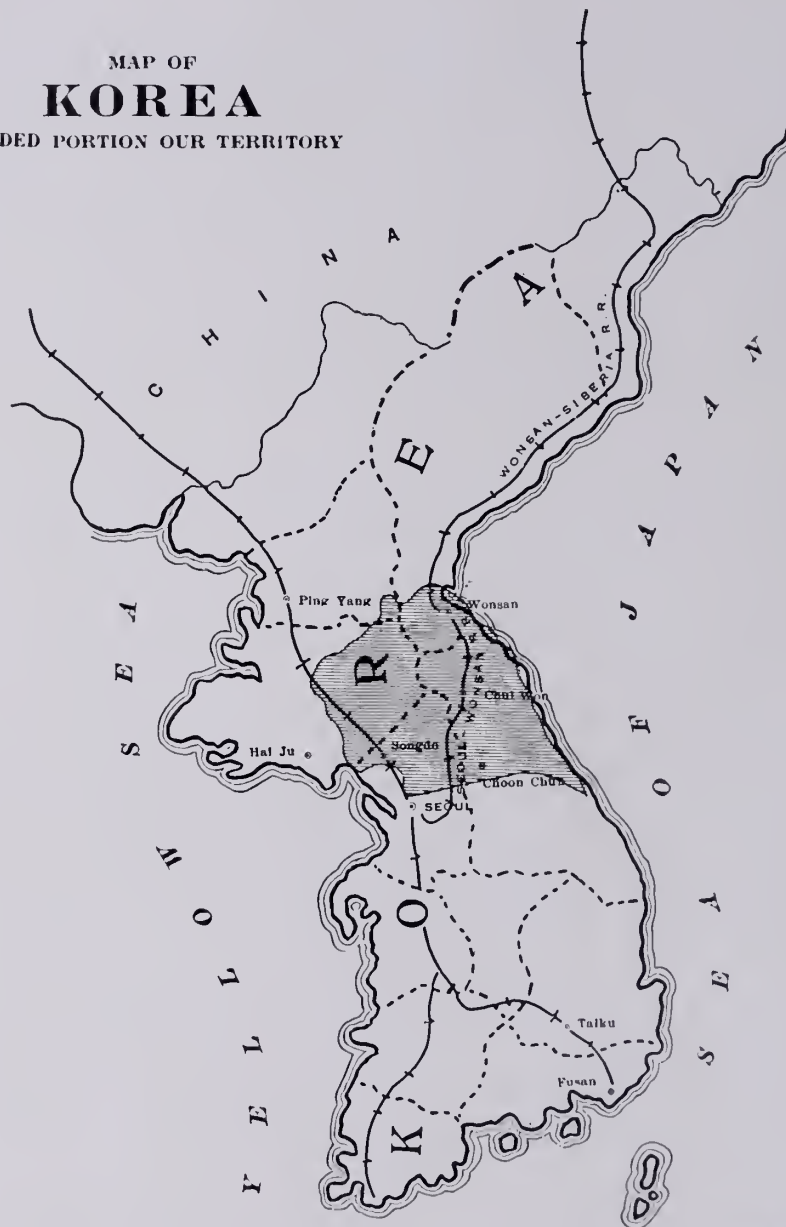 MAP OF
KOREA
DED PORTION OUR TERRITORY
CHINA
KOREA
WONSAN-SIBERIA R.R.
SEA OF JAPAN
YELLOW SEA
Ping Yang
Wonsan
SEOUL-WONSAN R.R.
Chul Won
Songdo
Hai Ju
Choon Chun
SEOUL
Taiku
Fusan